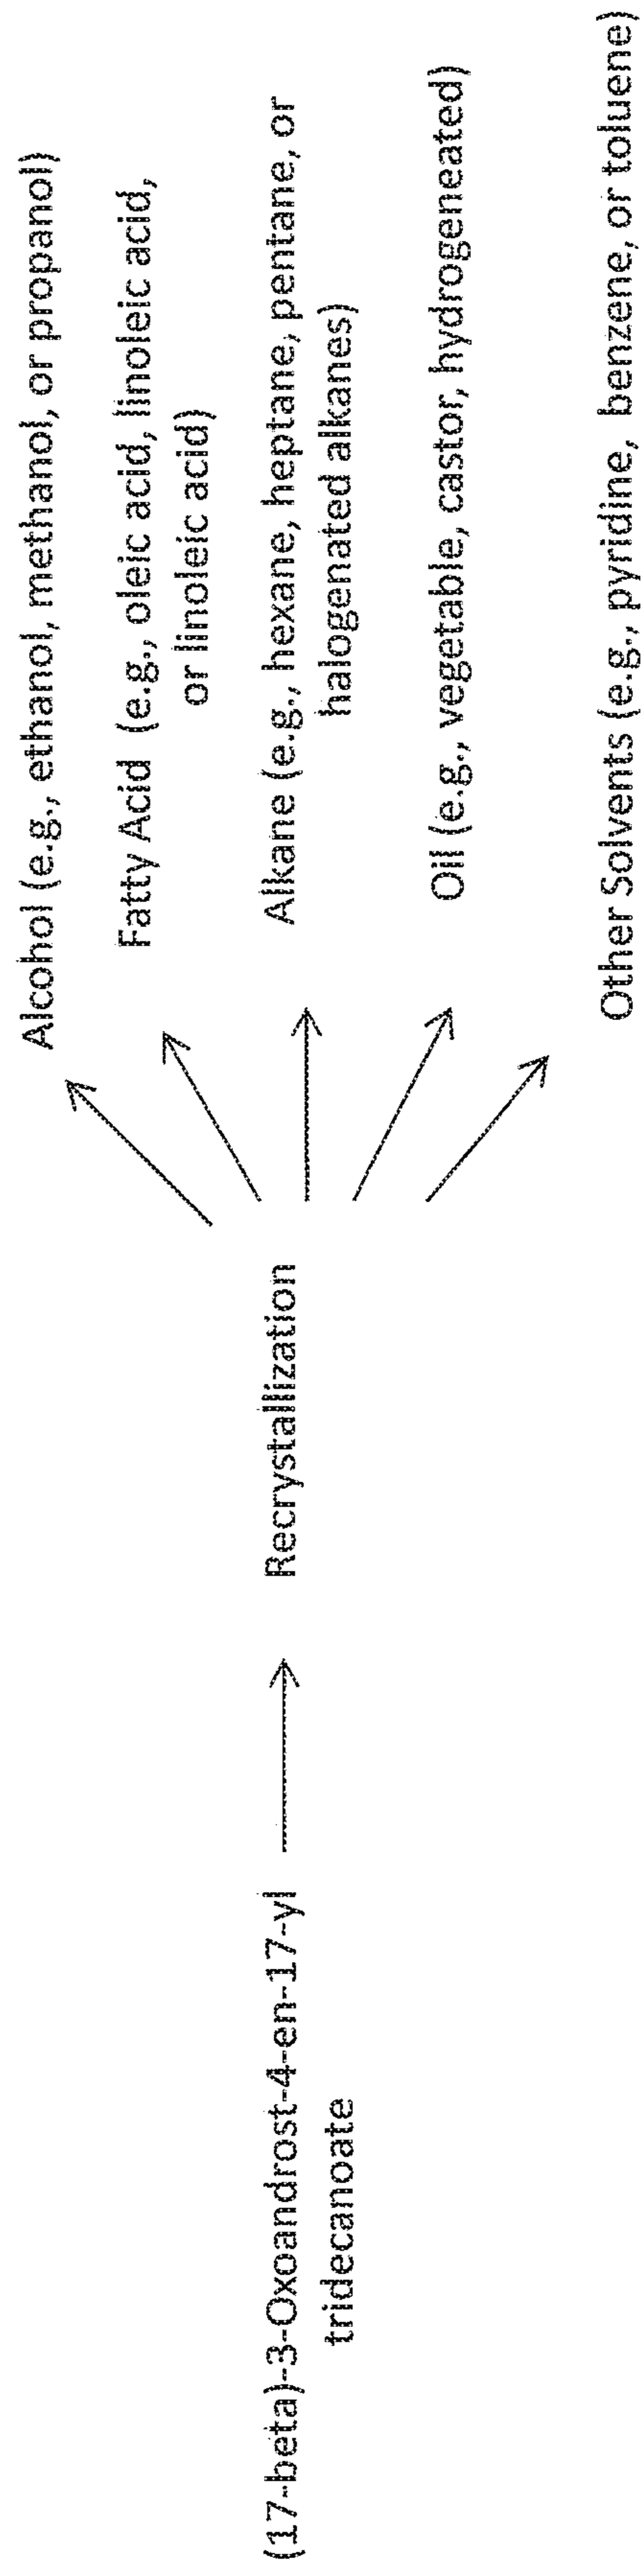 (17-beta)-3-Oxoandrost-4-en-17-yl
tridecanoate
Recrystallization
Alcohol (e.g., ethanol, methanol, or propanol)
Fatty Acid (e.g., oleic acid, linoleic acid,
or linoleic acid)
Alkane (e.g., hexane, heptane, pentane, or
halogenated alkanes)
Oil (e.g., vegetable, castor, hydrogeneated)
Other Solvents (e.g., pyridine, benzene, or toluene)